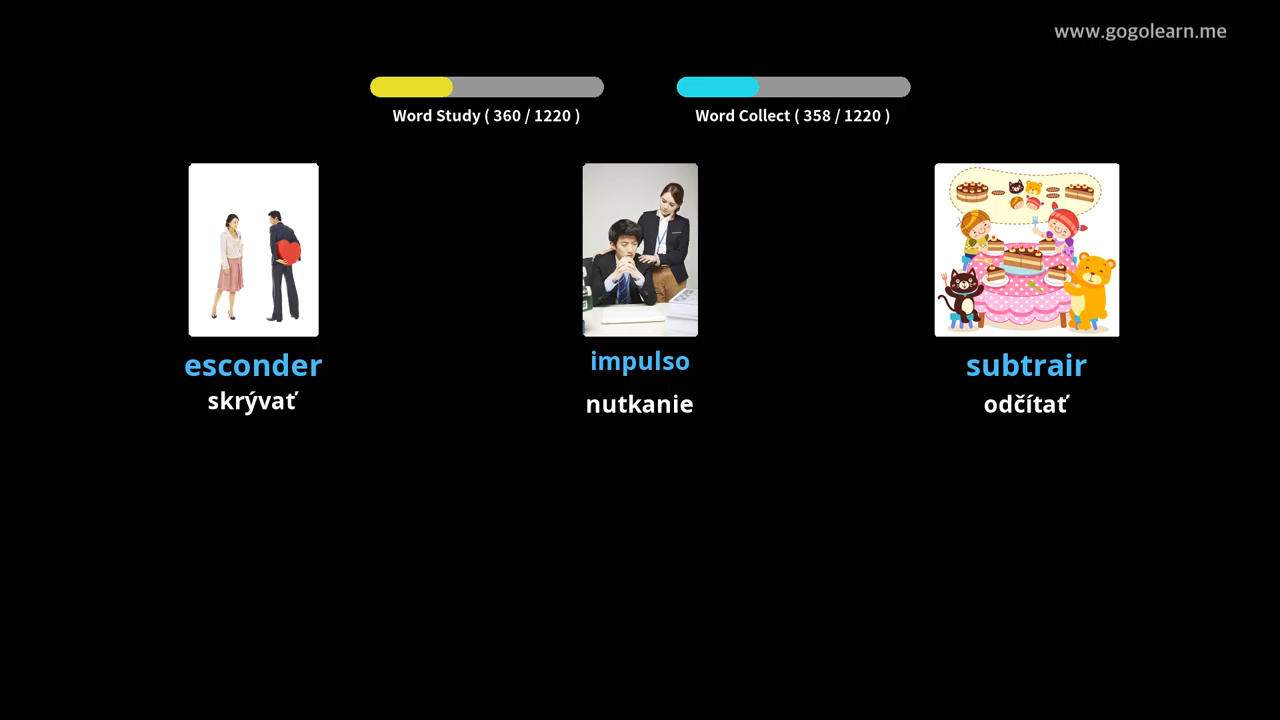 www.gogolearn.me
Word Study ( 360 / 1220 )
Word Collect ( 358 / 1220 )
esconder
skrývať
impulso
nutkanie
subtrair
odčítať